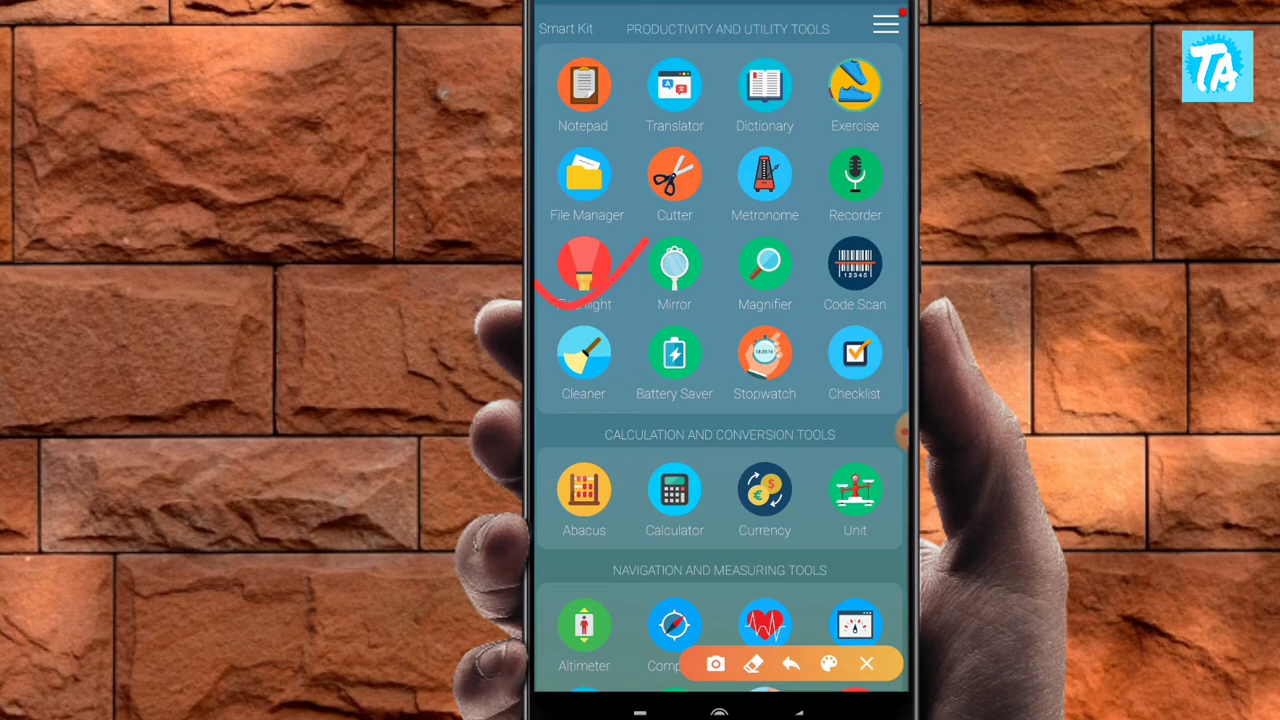 TA
Smart Kit PRODUCTIVITY AND UTILITY TOOLS
Notepad Translator Dictionary Exercise
File Manager Cutter Metronome Recorder
Mirror Magnifier Code Scan
12345
Cleaner Battery Saver Stopwatch Checklist
CALCULATION AND CONVERSION TOOLS
Abacus Calculator Currency Unit
NAVIGATION AND MEASURING TOOLS
Altimeter